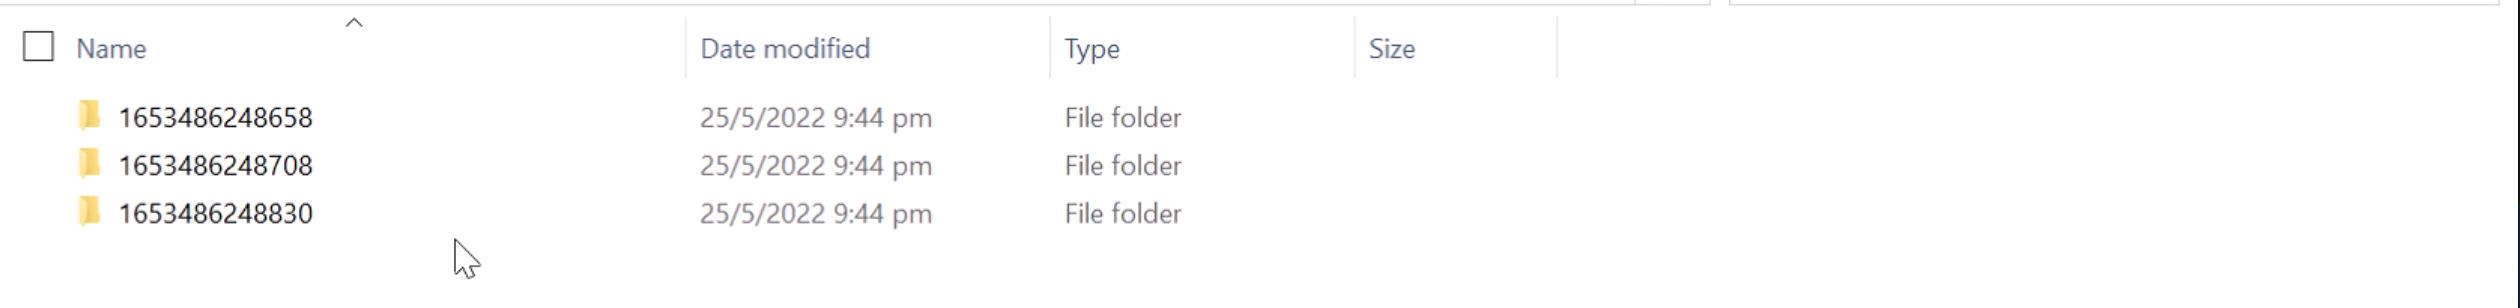 Name Date modified Type Size
1653486248658 25/5/2022 9:44 pm File folder
1653486248708 25/5/2022 9:44 pm File folder
1653486248830 25/5/2022 9:44 pm File folder